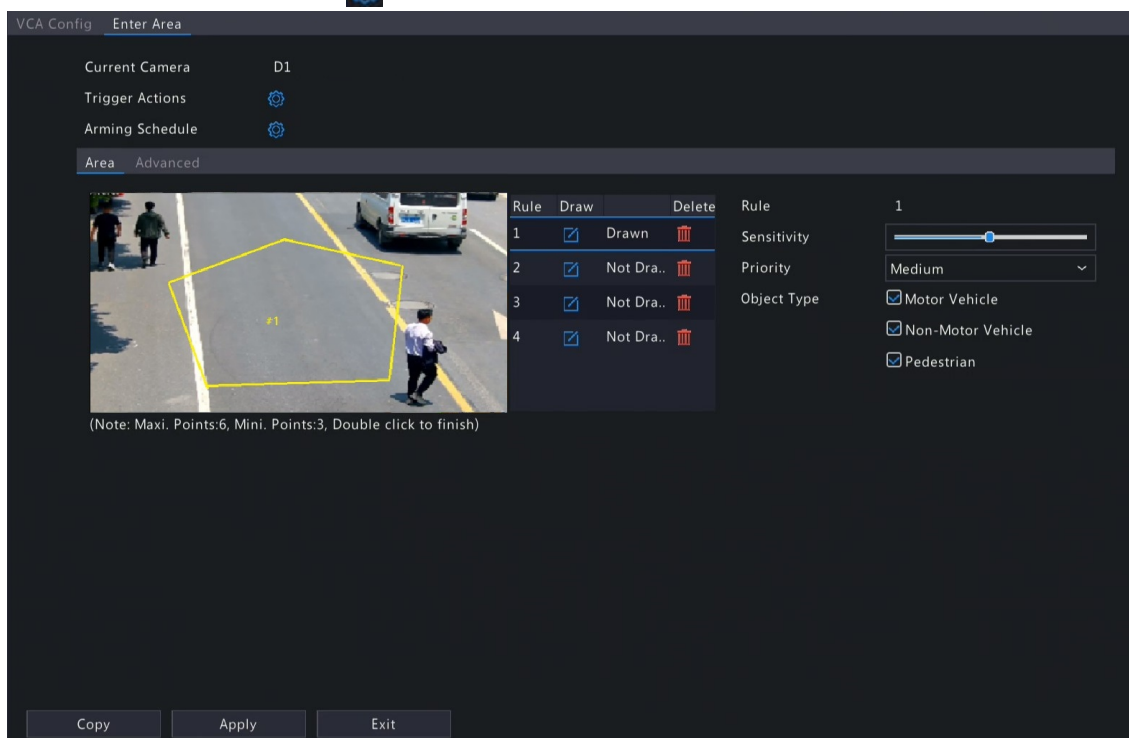 VCA Config Enter Area
Current Camera D1
Trigger Actions
Arming Schedule
Area Advanced
Rule Draw Delete
1 Drawn
2 Not Dra..
3 Not Dra..
4 Not Dra..
#1
(Note: Maxi. Points:6, Mini. Points:3, Double click to finish)
Rule 1
Sensitivity
Priority Medium
Object Type Motor Vehicle
Non-Motor Vehicle
Pedestrian
Copy Apply Exit